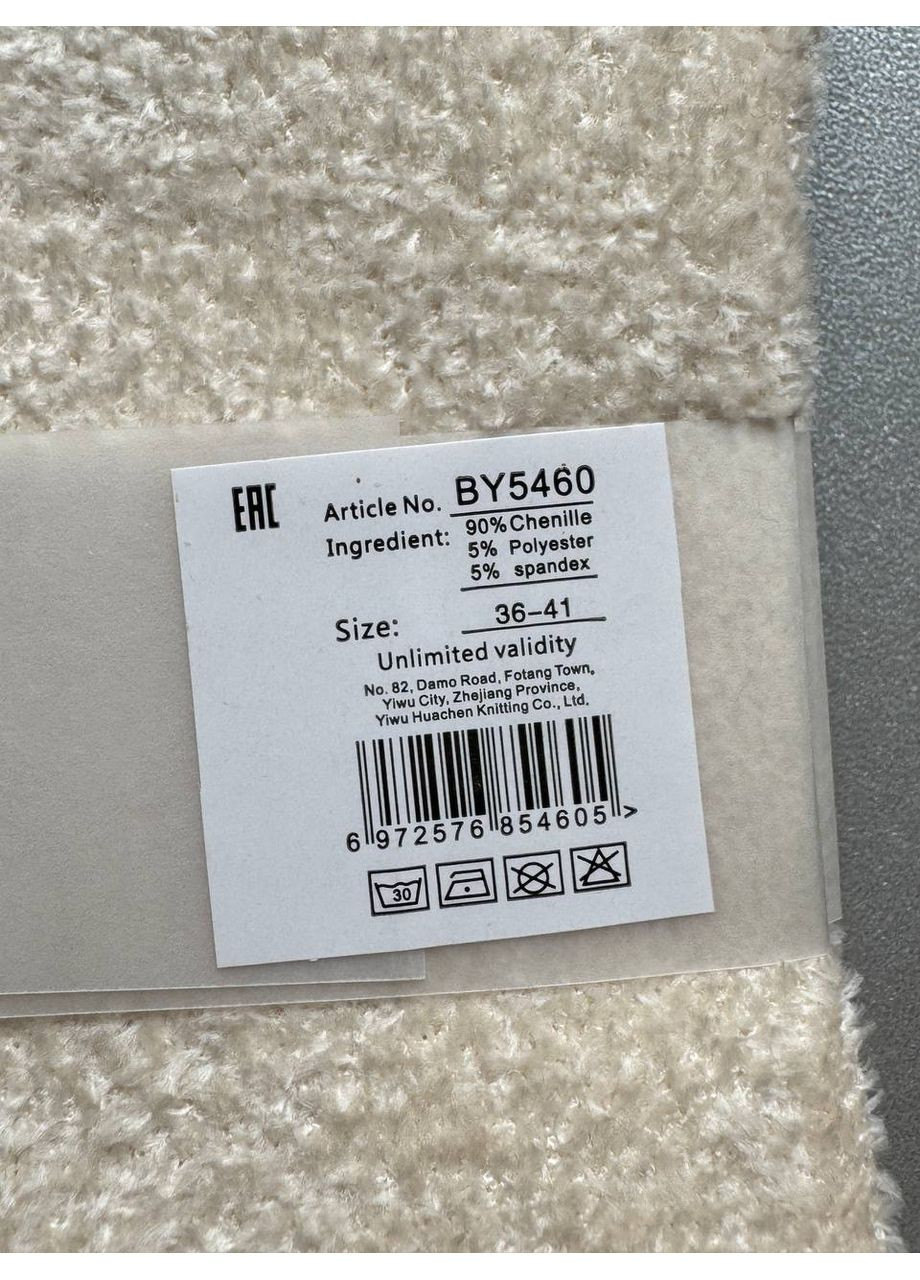 EAC
Article No. BY5460
Ingredient: 90% Chenille
5% Polyester
5% spandex
Size: 36-41
Unlimited validity
No. 82, Damo Road, Fotang Town,
Yiwu City, Zhejiang Province,
Yiwu Huachen Knitting Co., Ltd.
6 972576 854605 >
30